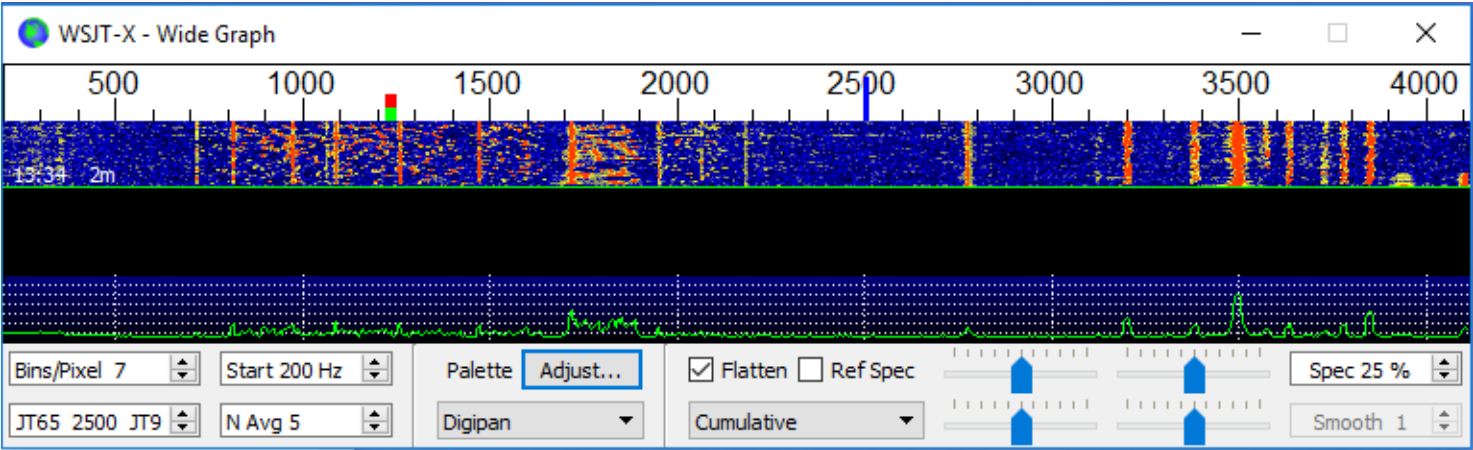 WSJT-X - Wide Graph
500 1000 1500 2000 2500 3000 3500 4000
13:34 2m
Bins/Pixel 7 Start 200 Hz Palette Adjust... Flatten Ref Spec Spec 25 %
JT65 2500 JT9 N Avg 5 Digipan Cumulative Smooth 1